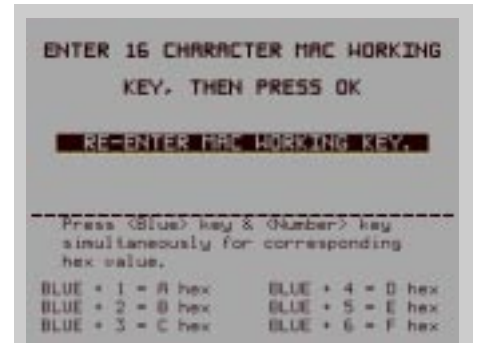 ENTER 16 CHARACTER MAC WORKING
KEY, THEN PRESS OK
RE-ENTER MAC WORKING KEY.
Press <Blue> key & <Number> key
simultaneously for corresponding
hex value.
BLUE + 1 = A hex BLUE + 4 = D hex
BLUE + 2 = B hex BLUE + 5 = E hex
BLUE + 3 = C hex BLUE + 6 = F hex